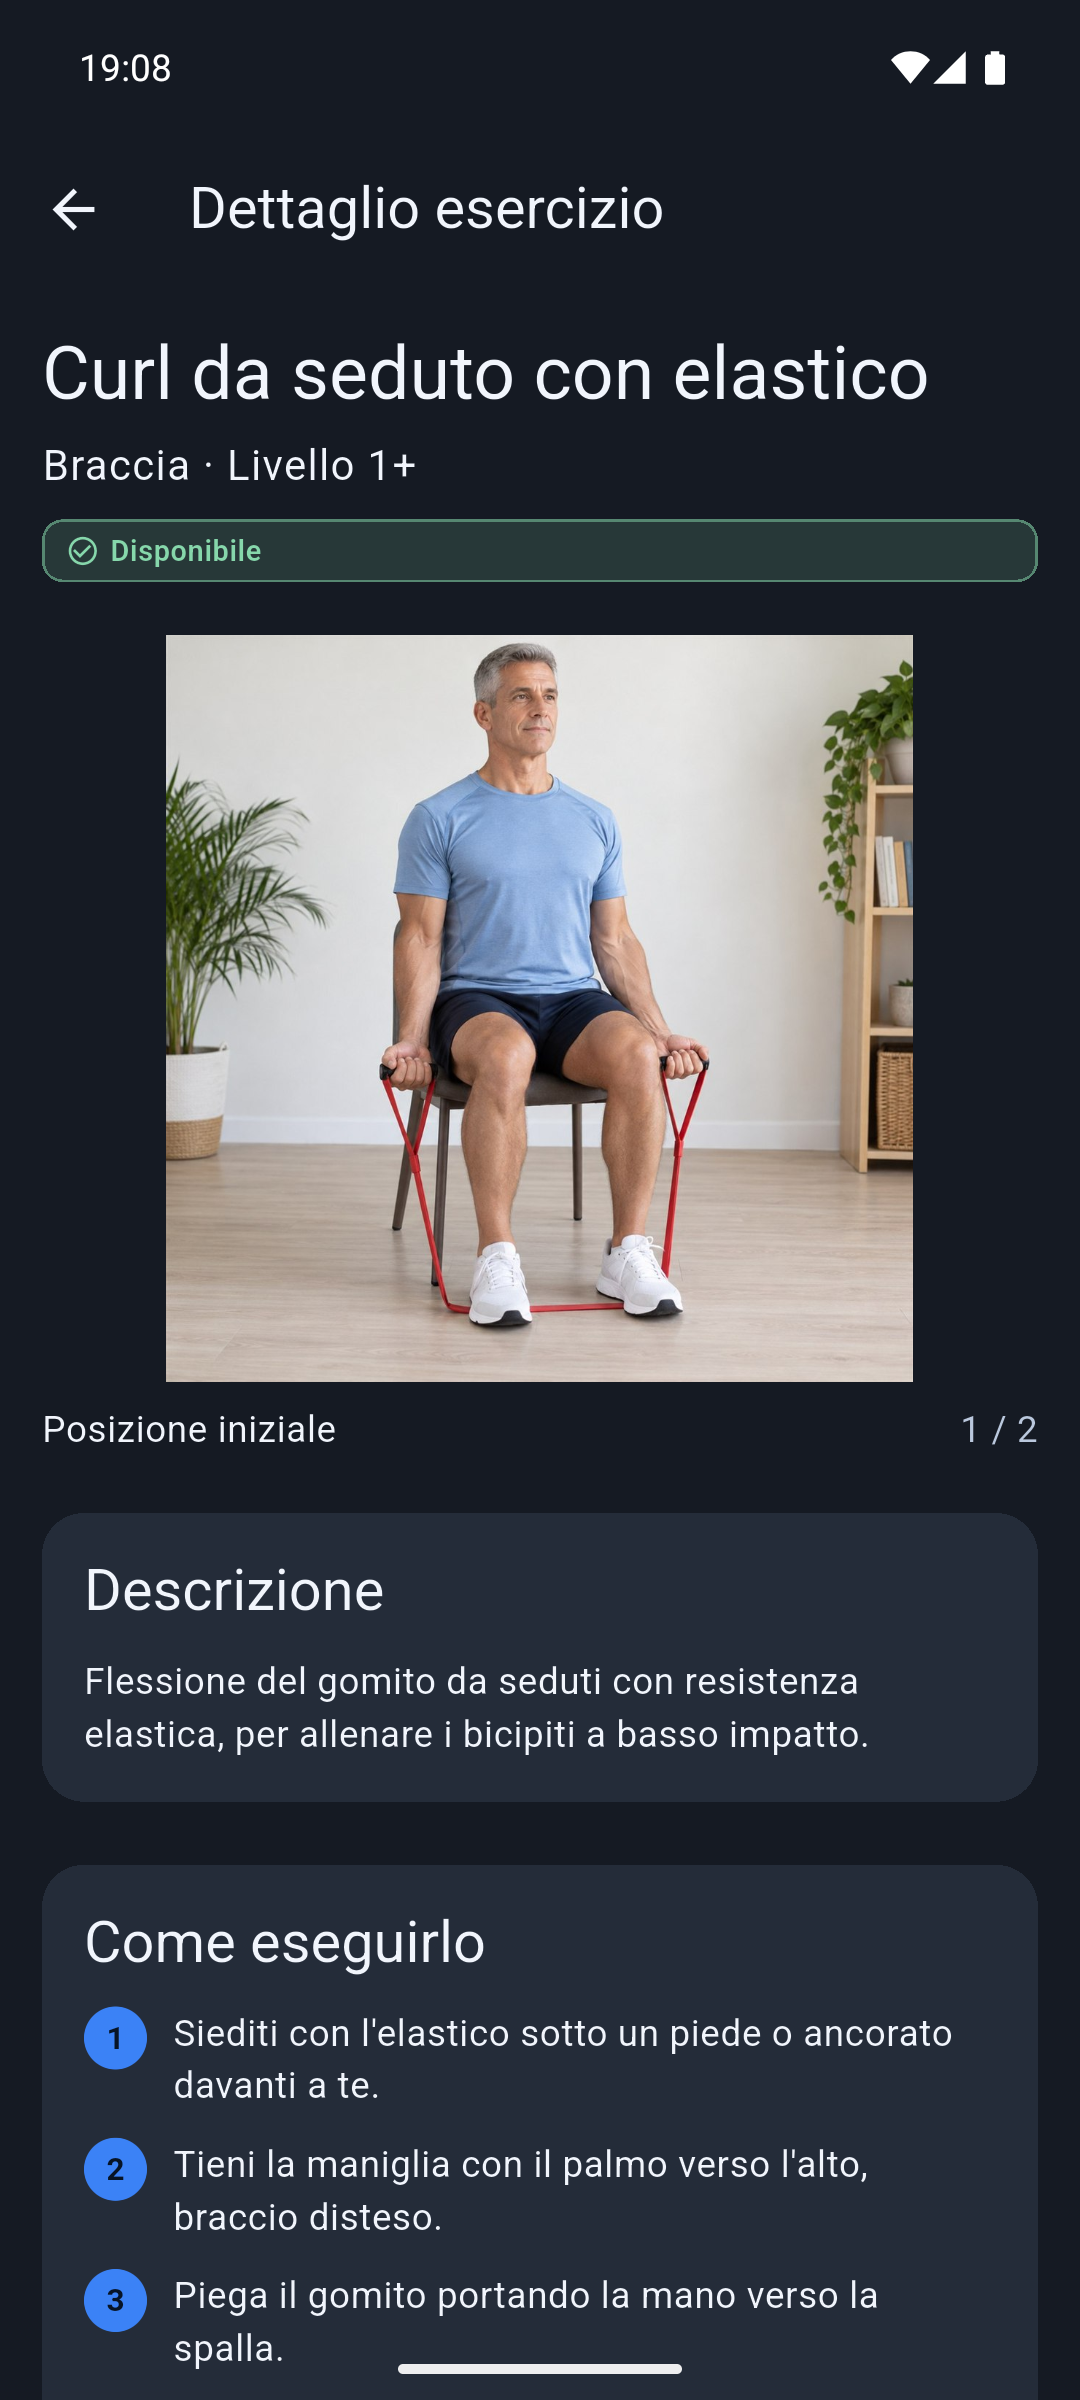 19:08
Dettaglio esercizio
Curl da seduto con elastico
Braccia · Livello 1+
Disponibile
Posizione iniziale
1 / 2
Descrizione
Flessione del gomito da seduti con resistenza
elastica, per allenare i bicipiti a basso impatto.
Come eseguirlo
1 Siediti con l'elastico sotto un piede o ancorato
davanti a te.
2 Tieni la maniglia con il palmo verso l'alto,
braccio disteso.
3 Piega il gomito portando la mano verso la
spalla.